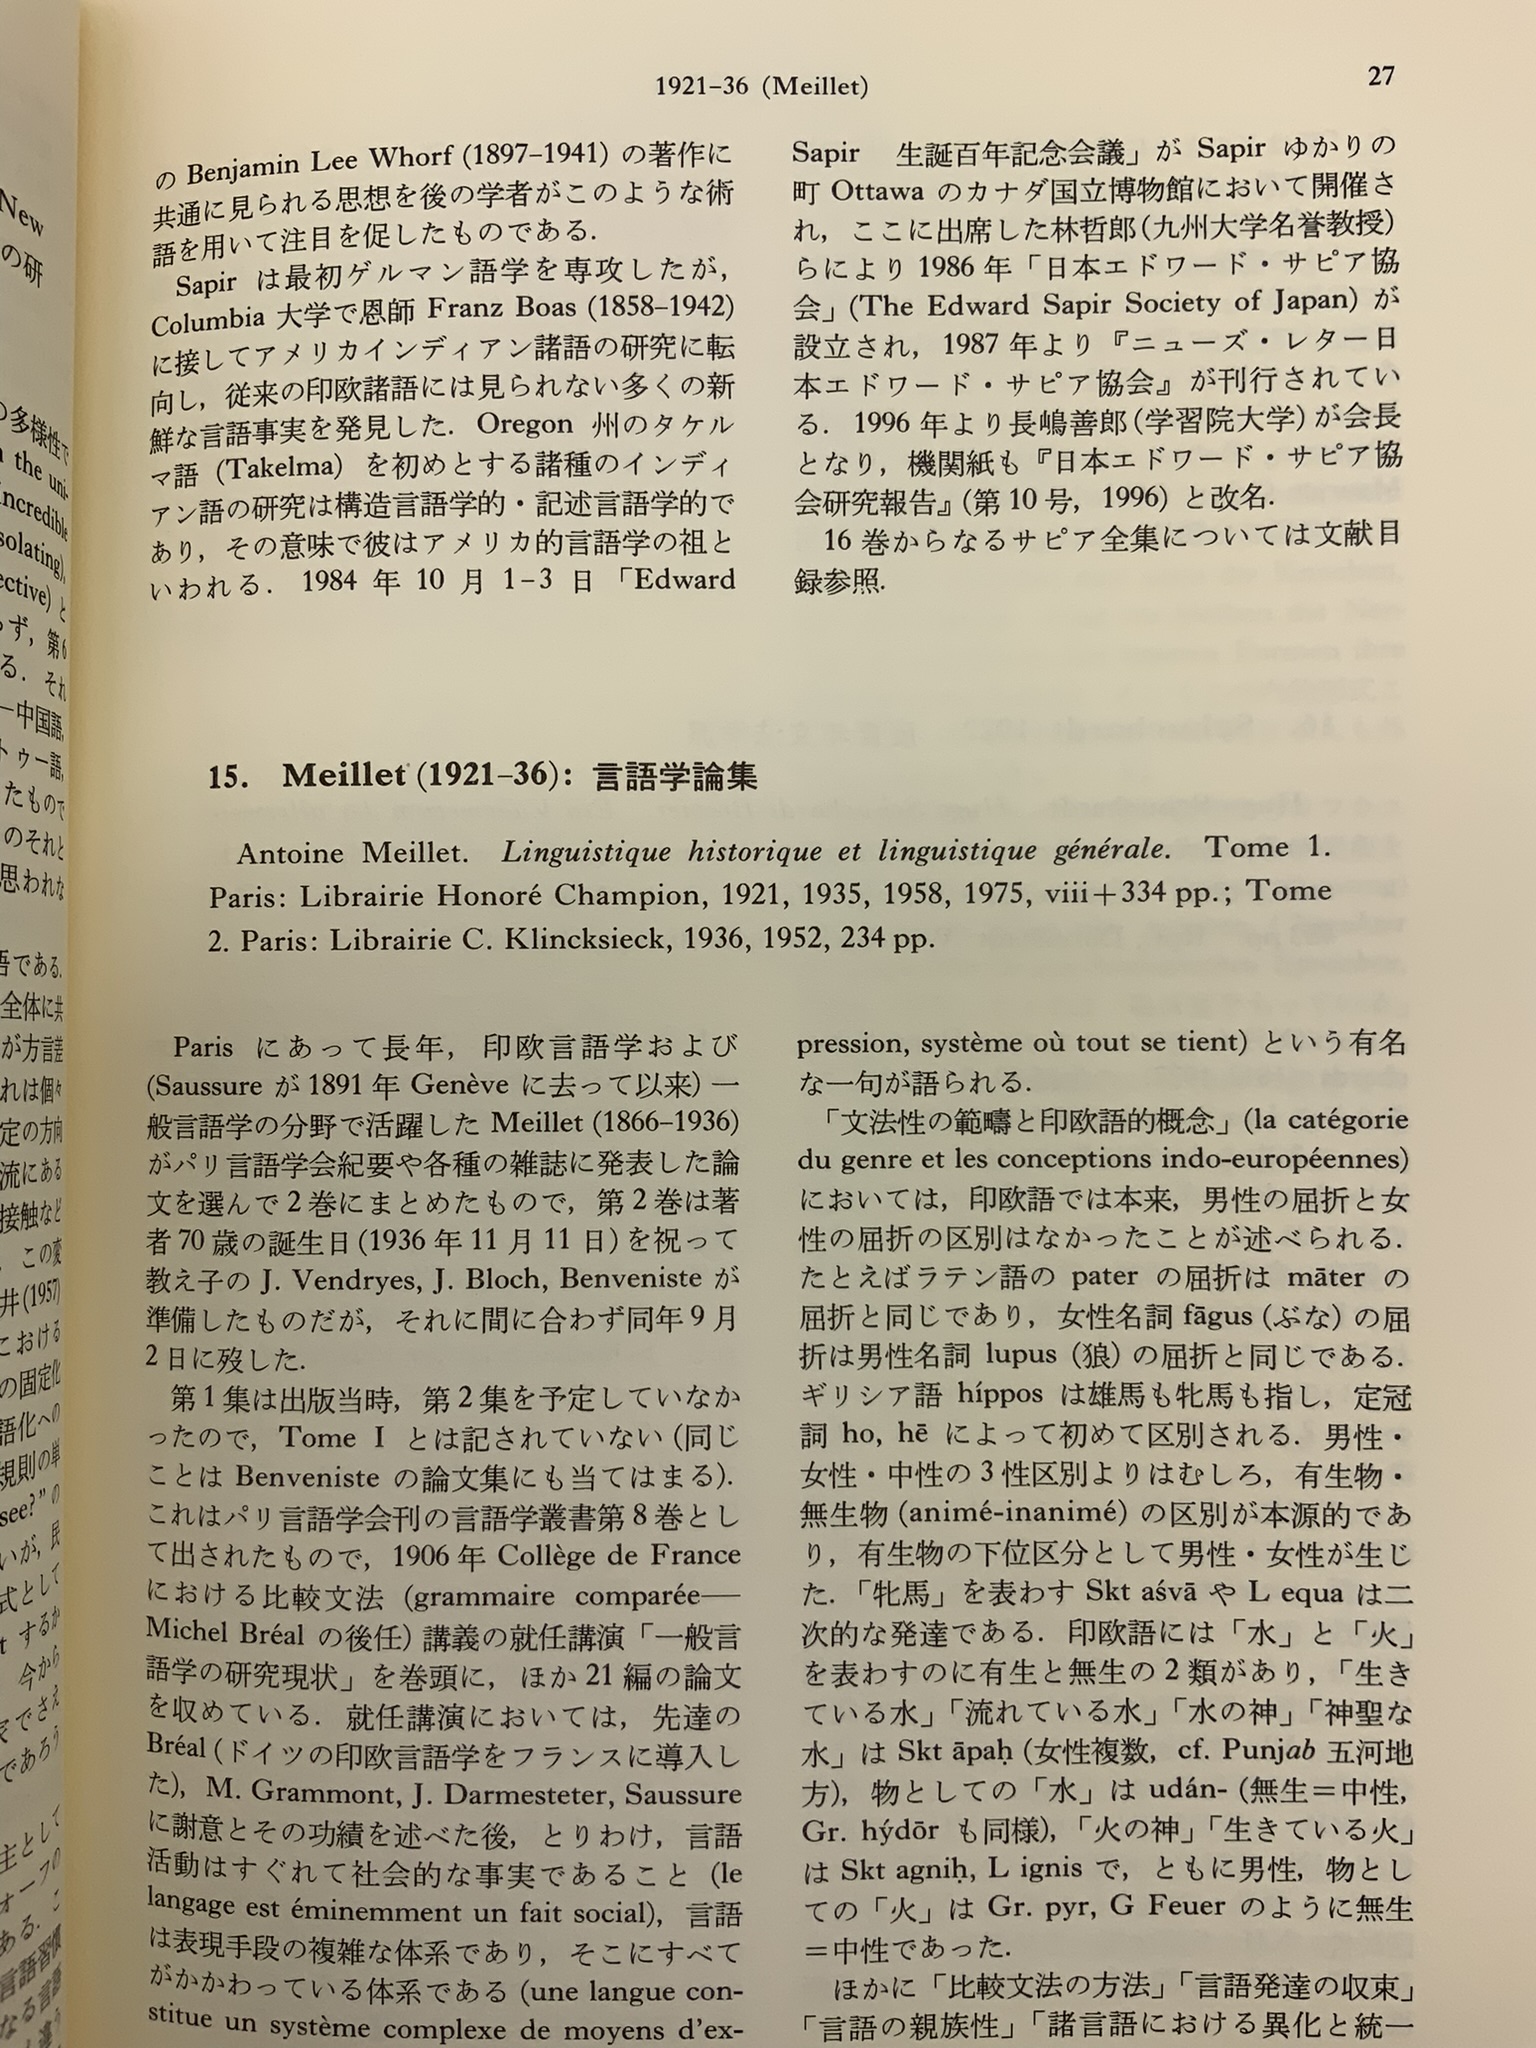 1921–36 (Meillet)
27
の Benjamin Lee Whorf (1897–1941) の著作に
共通に見られる思想を後の学者がこのような術
語を用いて注目を促したものである.
Sapir は最初ゲルマン語学を専攻したが,
Columbia 大学で恩師 Franz Boas (1858–1942)
に接してアメリカインディアン諸語の研究に転
向し, 従来の印欧諸語には見られない多くの新
鮮な言語事実を発見した. Oregon 州のタケル
マ語 (Takelma) を初めとする諸種のインディ
アン語の研究は構造言語学的・記述言語学的で
あり, その意味で彼はアメリカ的言語学の祖と
いわれる. 1984 年 10 月 1–3 日「Edward
Sapir 生誕百年記念会議」が Sapir ゆかりの
町 Ottawa のカナダ国立博物館において開催さ
れ, ここに出席した林哲郎(九州大学名誉教授)
らにより 1986 年「日本エドワード・サピア協
会」(The Edward Sapir Society of Japan) が
設立され, 1987 年より『ニューズ・レター日
本エドワード・サピア協会』が刊行されてい
る. 1996 年より長嶋善郎(学習院大学)が会長
となり, 機関紙も『日本エドワード・サピア協
会研究報告』(第 10 号, 1996) と改名.
16 巻からなるサピア全集については文献目
録参照.
15. Meillet (1921–36): 言語学論集
Antoine Meillet. Linguistique historique et linguistique générale. Tome 1.
Paris: Librairie Honoré Champion, 1921, 1935, 1958, 1975, viii+334 pp.; Tome
2. Paris: Librairie C. Klincksieck, 1936, 1952, 234 pp.
Paris にあって長年, 印欧言語学および
(Saussure が 1891 年 Genève に去って以来) 一
般言語学の分野で活躍した Meillet (1866–1936)
がパリ言語学会紀要や各種の雑誌に発表した論
文を選んで 2 巻にまとめたもので, 第 2 巻は著
者 70 歳の誕生日 (1936 年 11 月 11 日) を祝って
教え子の J. Vendryes, J. Bloch, Benveniste が
準備したものだが, それに間に合わず同年 9 月
2 日に歿した.
第 1 集は出版当時, 第 2 集を予定していなか
ったので, Tome I とは記されていない (同じ
ことは Benveniste の論文集にも当てはまる).
これはパリ言語学会刊の言語学叢書第 8 巻とし
て出されたもので, 1906 年 Collège de France
における比較文法 (grammaire comparée—
Michel Bréal の後任) 講義の就任講演「一般言
語学の研究現状」を巻頭に, ほか 21 編の論文
を収めている. 就任講演においては, 先達の
Bréal (ドイツの印欧言語学をフランスに導入し
た), M. Grammont, J. Darmesteter, Saussure
に謝意とその功績を述べた後, とりわけ, 言語
活動はすぐれて社会的な事実であること (le
langage est éminemment un fait social), 言語
は表現手段の複雑な体系であり, そこにすべて
がかかわっている体系である (une langue con-
stitue un système complexe de moyens d'ex-
pression, système où tout se tient) という有名
な一句が語られる.
「文法性の範疇と印欧語的概念」(la catégorie
du genre et les conceptions indo-européennes)
においては, 印欧語では本来, 男性の屈折と女
性の屈折の区別はなかったことが述べられる.
たとえばラテン語の pater の屈折は māter の
屈折と同じであり, 女性名詞 fāgus (ぶな) の屈
折は男性名詞 lupus (狼) の屈折と同じである.
ギリシア語 híppos は雄馬も牝馬も指し, 定冠
詞 ho, hē によって初めて区別される. 男性・
女性・中性の 3 性区別よりはむしろ, 有生物・
無生物 (animé-inanimé) の区別が本源的であ
り, 有生物の下位区分として男性・女性が生じ
た.「牝馬」を表わす Skt aśvā や L equa は二
次的な発達である. 印欧語には「水」と「火」
を表わすのに有生と無生の 2 類があり,「生き
ている水」「流れている水」「水の神」「神聖な
水」は Skt āpaḥ (女性複数, cf. Punjab 五河地
方), 物としての「水」は udán- (無生＝中性,
Gr. hýdōr も同様),「火の神」「生きている火」
は Skt agniḥ, L ignis で, ともに男性, 物とし
ての「火」は Gr. pyr, G Feuer のように無生
＝中性であった.
ほかに「比較文法の方法」「言語発達の収束」
「言語の親族性」「諸言語における異化と統一